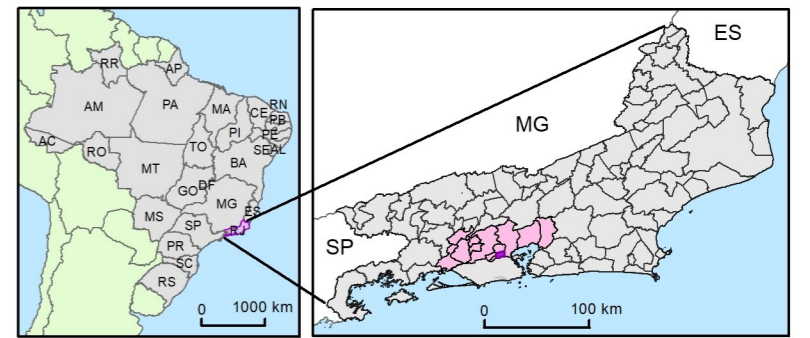 RR
AP
AM
PA
MA
CE
RN
PB
PE
PI
AC
RO
TO
SE
AL
MT
BA
GO
DF
MG
MS
ES
SP
RJ
PR
SC
RS
0 1000 km
ES
MG
SP
0 100 km